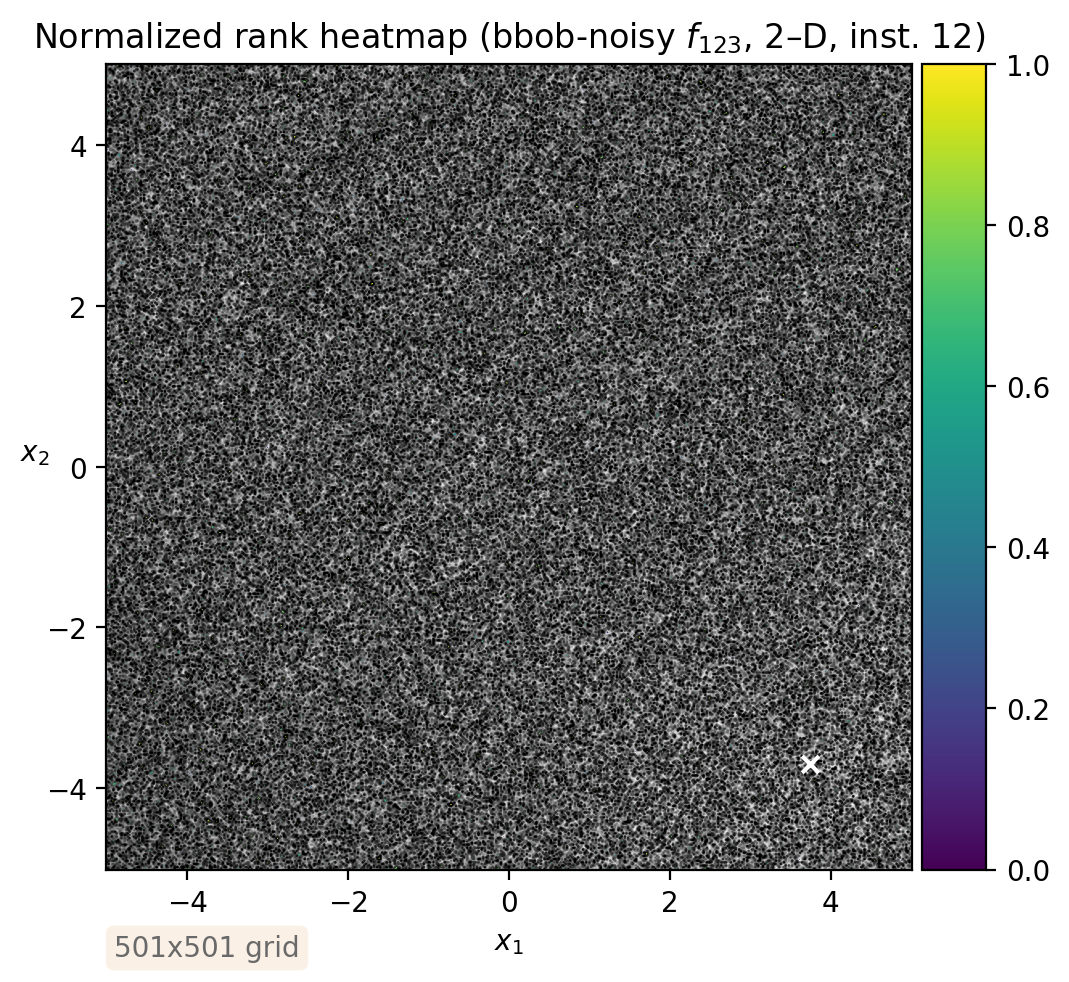 Normalized rank heatmap (bbob-noisy f₁₂₃, 2–D, inst. 12)
1.0
4
0.8
2
0.6
x₂
0
0.4
−2
0.2
−4
0.0
−4 −2 0 2 4
x₁
501x501 grid